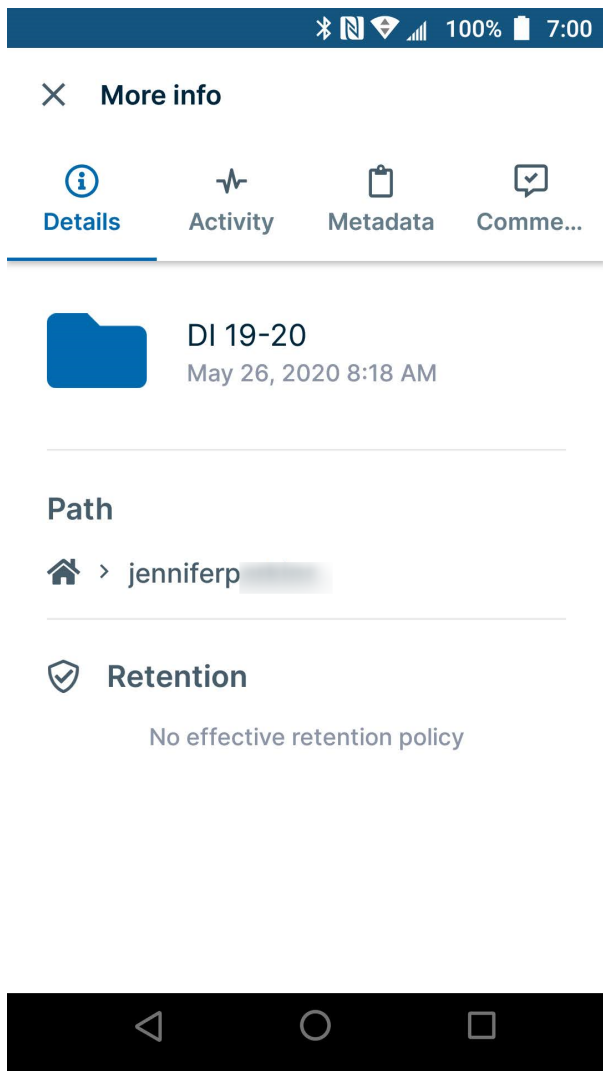 100% 7:00
More info
Details Activity Metadata Comme...
DI 19-20
May 26, 2020 8:18 AM
Path
> jenniferp
Retention
No effective retention policy